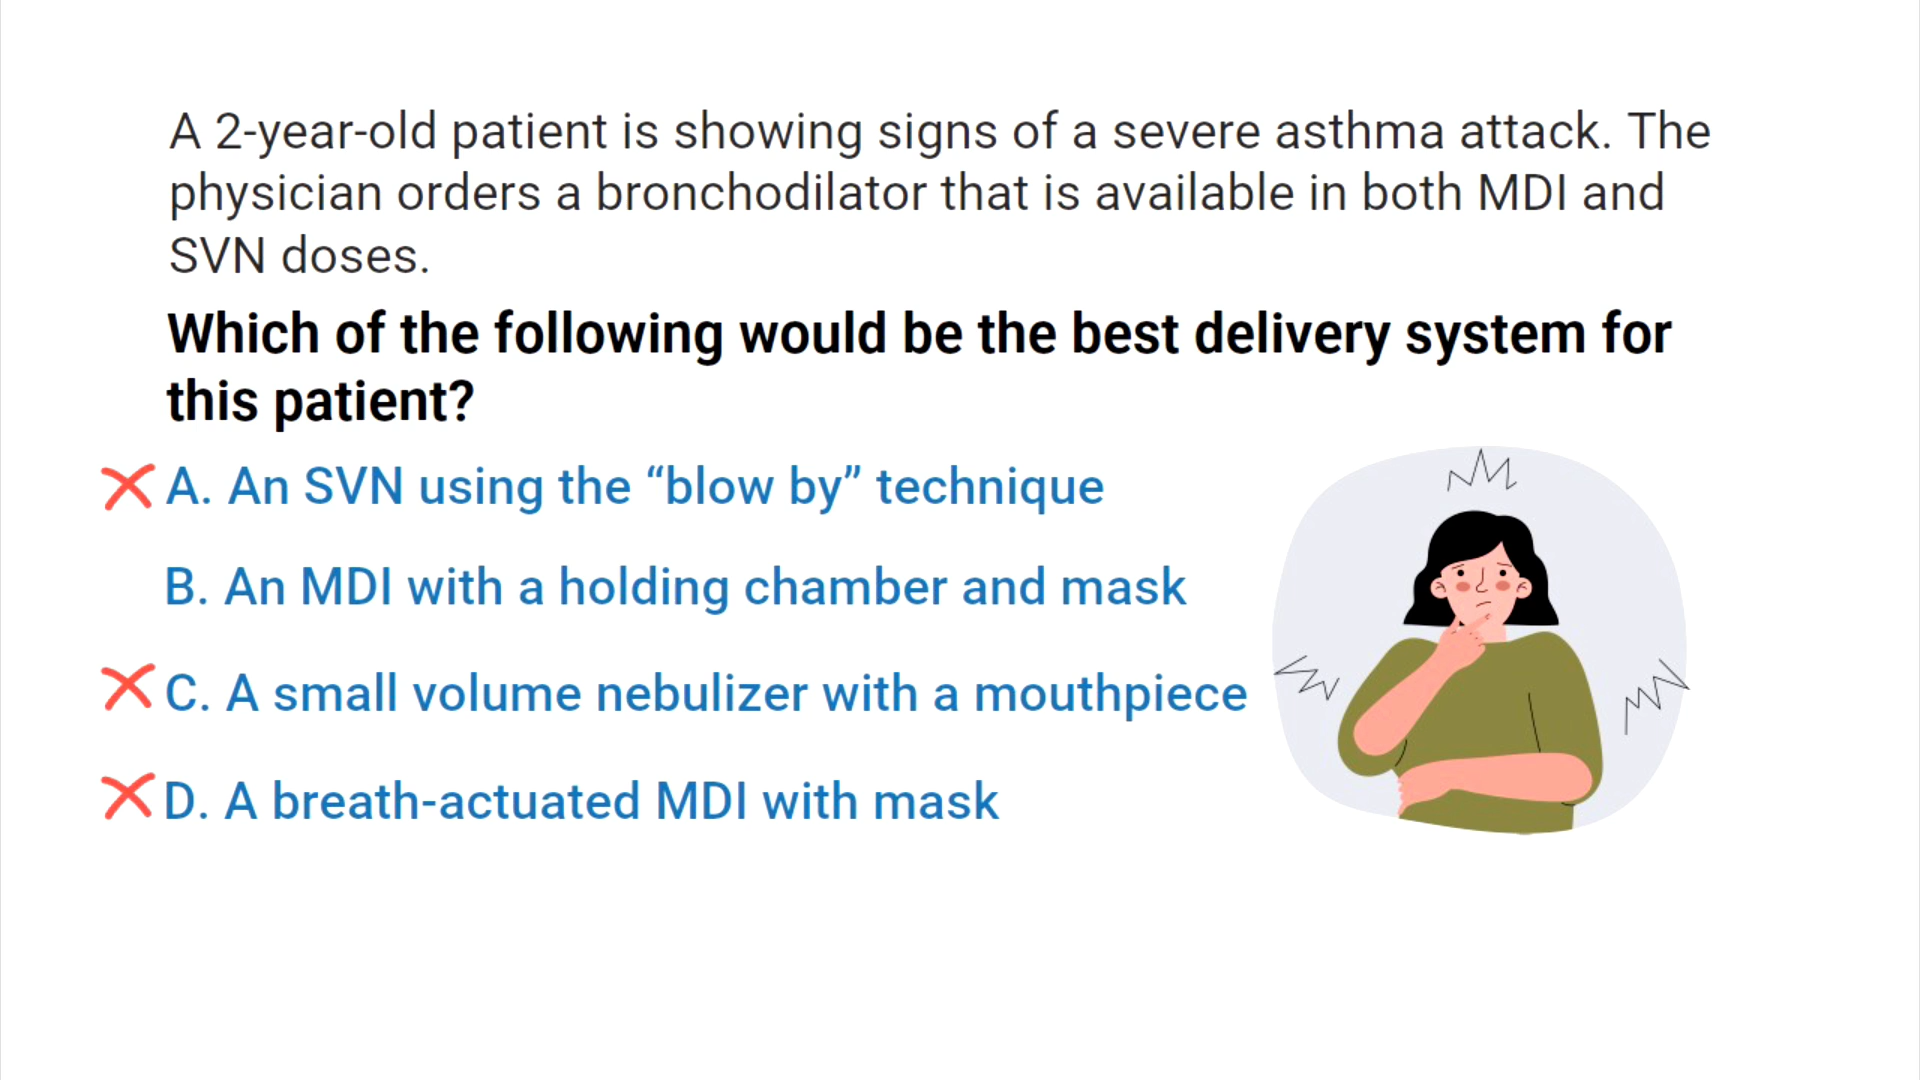 A 2-year-old patient is showing signs of a severe asthma attack. The
physician orders a bronchodilator that is available in both MDI and
SVN doses.
Which of the following would be the best delivery system for
this patient?
A. An SVN using the “blow by” technique
B. An MDI with a holding chamber and mask
C. A small volume nebulizer with a mouthpiece
D. A breath-actuated MDI with mask